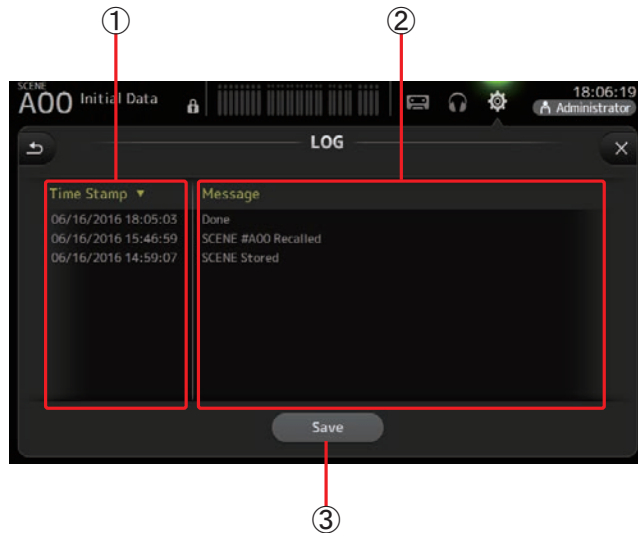 ① ②
SCENE
A00 Initial Data 18:06:19
Administrator
LOG
Time Stamp ▼ Message
06/16/2016 18:05:03 Done
06/16/2016 15:46:59 SCENE #A00 Recalled
06/16/2016 14:59:07 SCENE Stored
Save
③